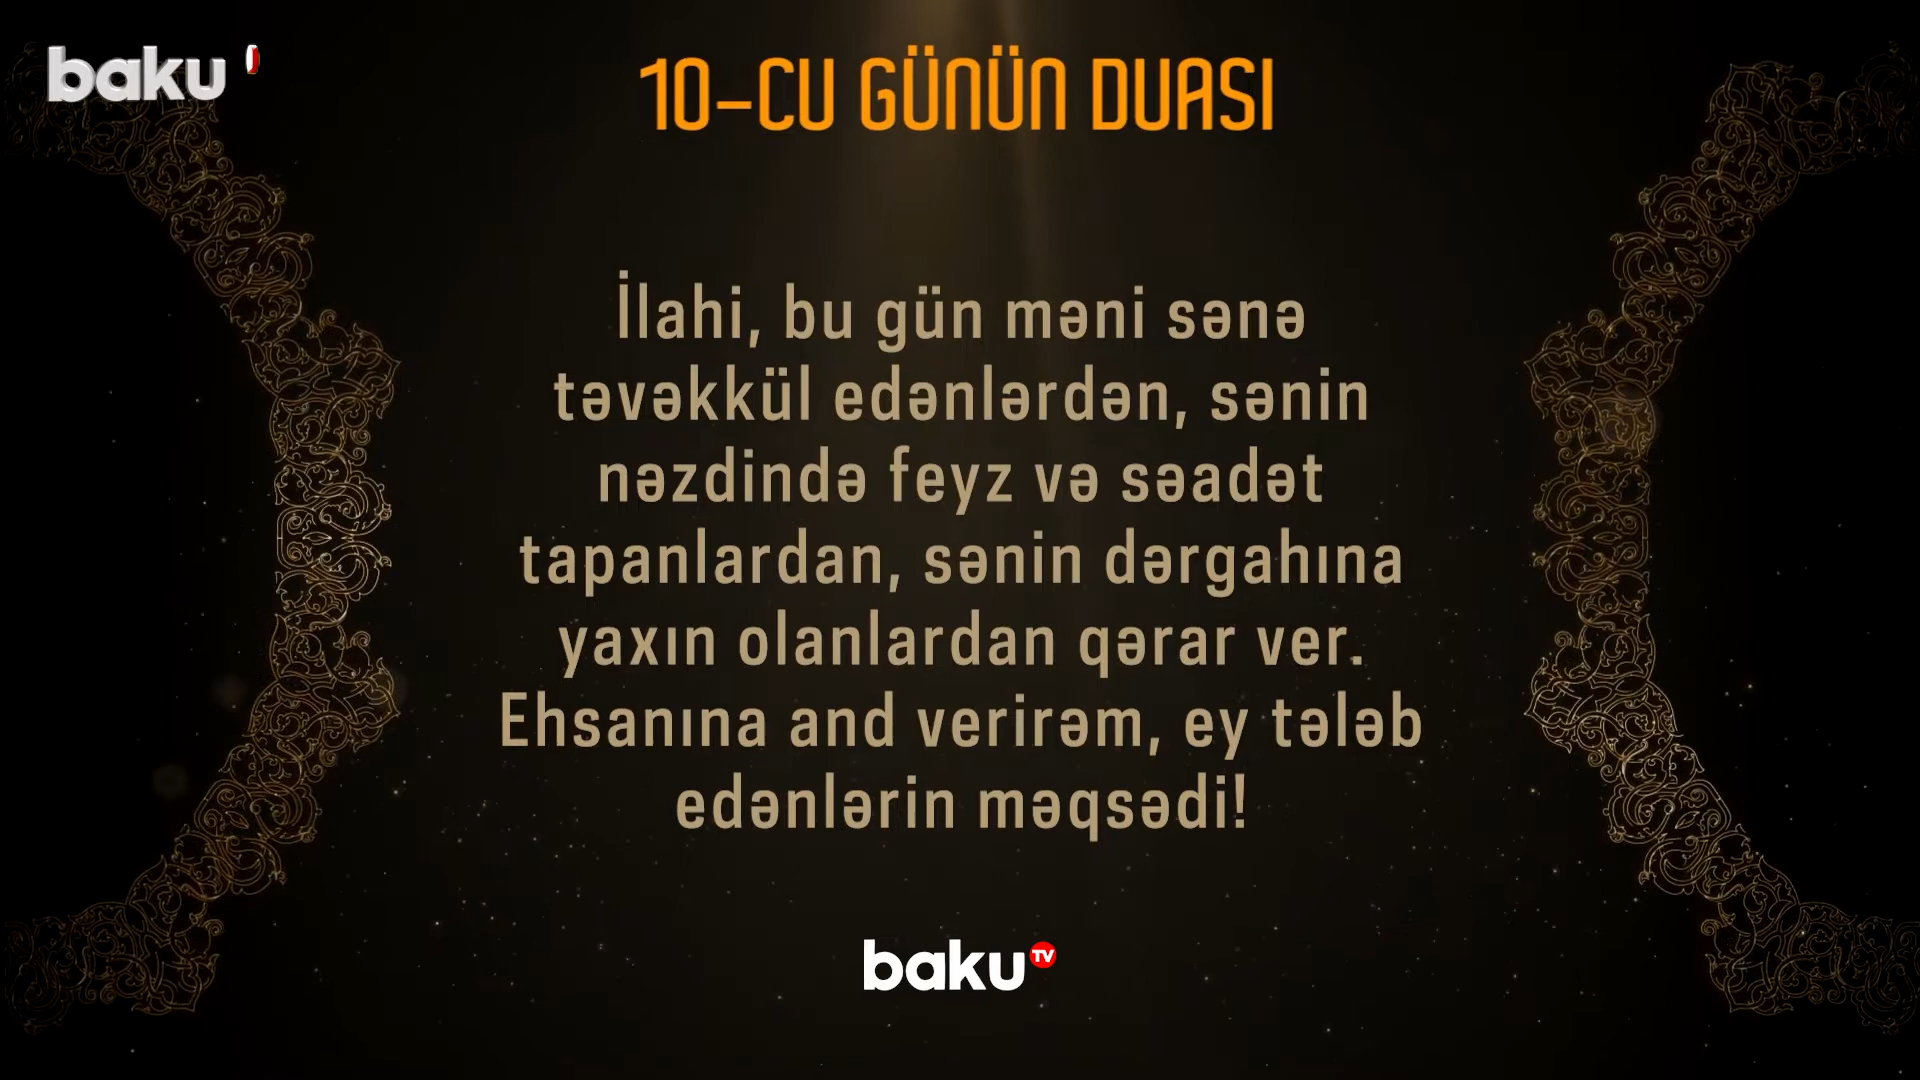 baku
10-CU GÜNÜN DUASI
İlahi, bu gün məni sənə
təvəkkül edənlərdən, sənin
nəzdində feyz və səadət
tapanlardan, sənin dərgahına
yaxın olanlardan qərar ver.
Ehsanına and verirəm, ey tələb
edənlərin məqsədi!
baku TV